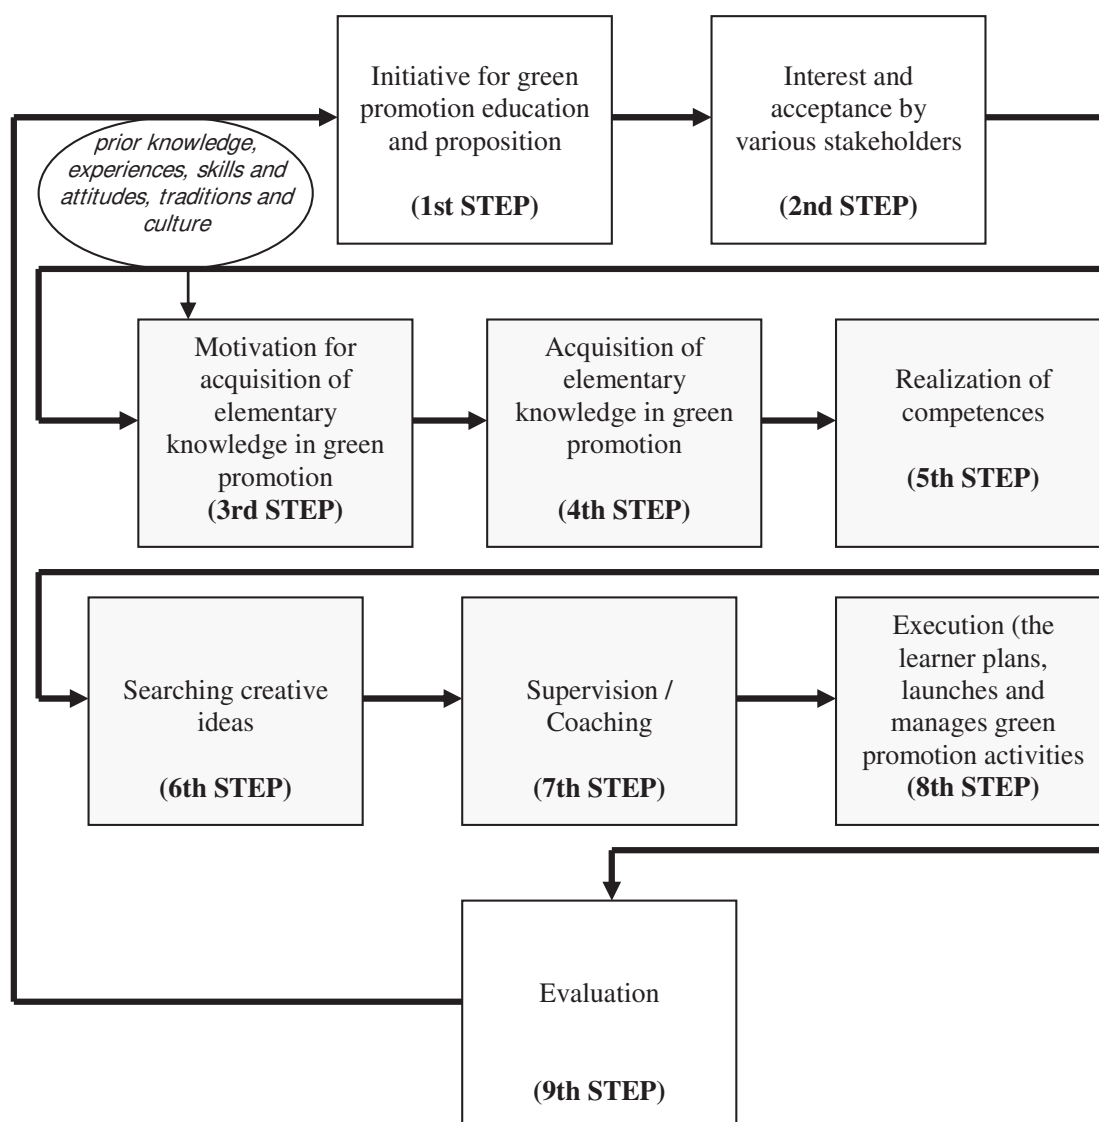 Initiative for green
promotion education
and proposition
(1st STEP)
Interest and
acceptance by
various stakeholders
(2nd STEP)
prior knowledge,
experiences, skills and
attitudes, traditions and
culture
Motivation for
acquisition of
elementary
knowledge in green
promotion
(3rd STEP)
Acquisition of
elementary
knowledge in green
promotion
(4th STEP)
Realization of
competences
(5th STEP)
Searching creative
ideas
(6th STEP)
Supervision /
Coaching
(7th STEP)
Execution (the
learner plans,
launches and
manages green
promotion activities
(8th STEP)
Evaluation
(9th STEP)